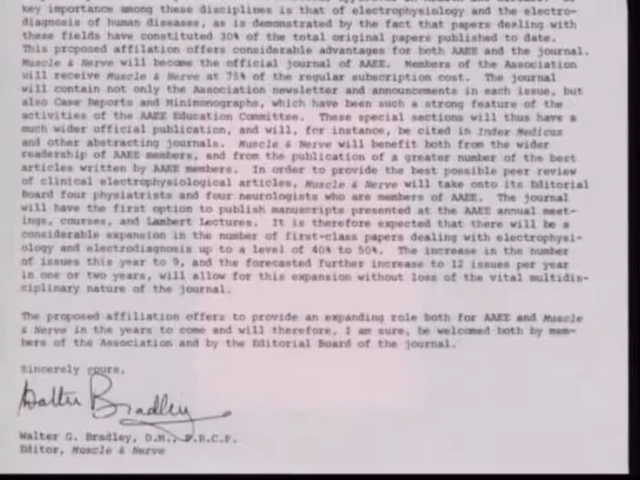 key importance among these disciplines is that of electrophysiology and the electro-
diagnosis of human diseases, as is demonstrated by the fact that papers dealing with
these fields have constituted 30% of the total original papers published to date.
This proposed affilation offers considerable advantages for both AAEE and the journal.
Muscle & Nerve will become the official journal of AAEE. Members of the Association
will receive Muscle & Nerve at 75% of the regular subscription cost. The journal
will contain not only the Association newsletter and announcements in each issue, but
also Case Reports and Minimonographs, which have been such a strong feature of the
activities of the AAEE Education Committee. These special sections will thus have a
much wider official publication, and will, for instance, be cited in Index Medicus
and other abstracting journals. Muscle & Nerve will benefit both from the wider
readership of AAEE members, and from the publication of a greater number of the best
articles written by AAEE members. In order to provide the best possible peer review
of clinical electrophysiological articles, Muscle & Nerve will take onto its Editorial
Board four physiatrists and four neurologists who are members of AAEE. The journal
will have the first option to publish manuscripts presented at the AAEE annual meet-
ings, courses, and Lambert Lectures. It is therefore expected that there will be a
considerable expansion in the number of first-class papers dealing with electrophysi-
ology and electrodiagnosis up to a level of 40% to 50%. The increase in the number
of issues this year to 9, and the forecasted further increase to 12 issues per year
in one or two years, will allow for this expansion without loss of the vital multidis-
ciplinary nature of the journal.
The proposed affiliation offers to provide an expanding role both for AAEE and Muscle
& Nerve in the years to come and will therefore, I am sure, be welcomed both by mem-
bers of the Association and by the Editorial Board of the journal.
Sincerely yours,
Walter Bradley
Walter G. Bradley, D.M., F.R.C.P.
Editor, Muscle & Nerve